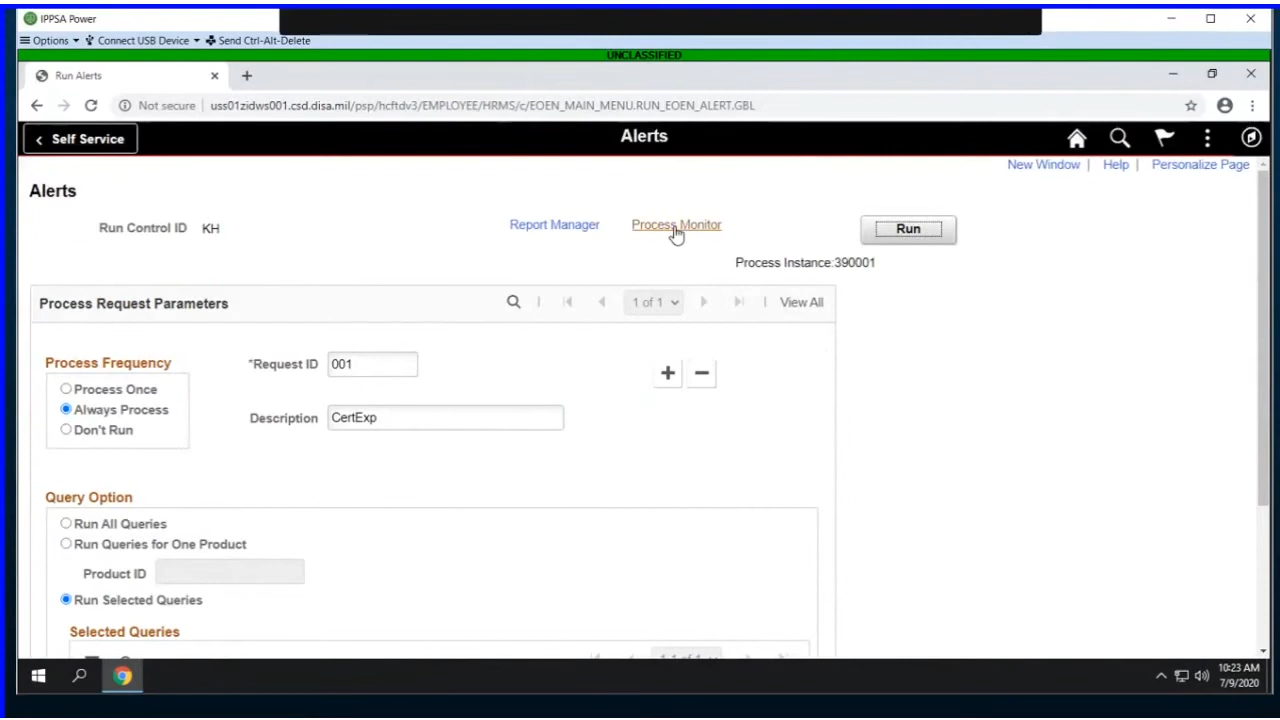 IPPSA Power
Options Connect USB Device Send Ctrl-Alt-Delete
UNCLASSIFIED
Run Alerts
Not secure uss01zidws001.csd.disa.mil/psp/hcftdv3/EMPLOYEE/HRMS/c/EOEN_MAIN_MENU.RUN_EOEN_ALERT.GBL
Self Service Alerts
New Window | Help | Personalize Page
Alerts
Run Control ID KH Report Manager Process Monitor Run
Process Instance:390001
Process Request Parameters 1 of 1 View All
Process Frequency
*Request ID 001
Process Once
Always Process
Description CertExp
Don't Run
Query Option
Run All Queries
Run Queries for One Product
Product ID
Run Selected Queries
Selected Queries
10:23 AM
7/9/2020